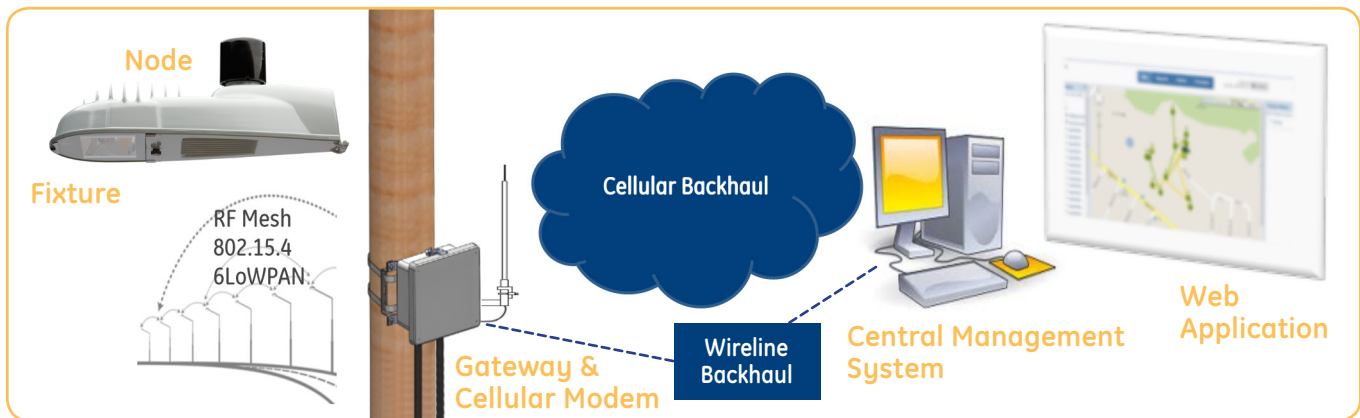 Node
Fixture
RF Mesh
802.15.4
6LoWPAN
Gateway &
Cellular Modem
Cellular Backhaul
Wireline
Backhaul
Central Management
System
Web
Application